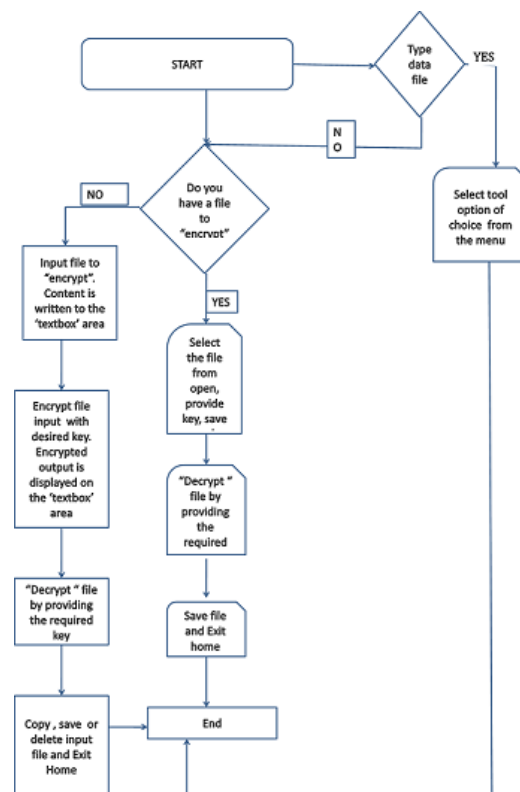 START
Type
data
file
YES
N
O
Do you
have a file
to
"encrypt"
NO
Select tool
option of
choice from
the menu
Input file to
"encrypt".
Content is
written to the
'textbox' area
YES
Select
the file
from
open,
provide
key, save
Encrypt file
input with
desired key.
Encrypted
output is
displayed on
the 'textbox'
area
"Decrypt "
file by
providing
the
required
"Decrypt " file
by providing
the required
key
Save file
and Exit
home
Copy , save or
delete input
file and Exit
Home
End